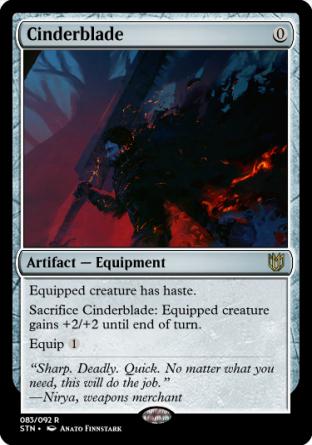 Cinderblade 0
Artifact — Equipment
Equipped creature has haste.
Sacrifice Cinderblade: Equipped creature
gains +2/+2 until end of turn.
Equip 1
“Sharp. Deadly. Quick. No matter what you
need, this will do the job.”
—Nirya, weapons merchant
083/092 R
STN • Anato Finnstark